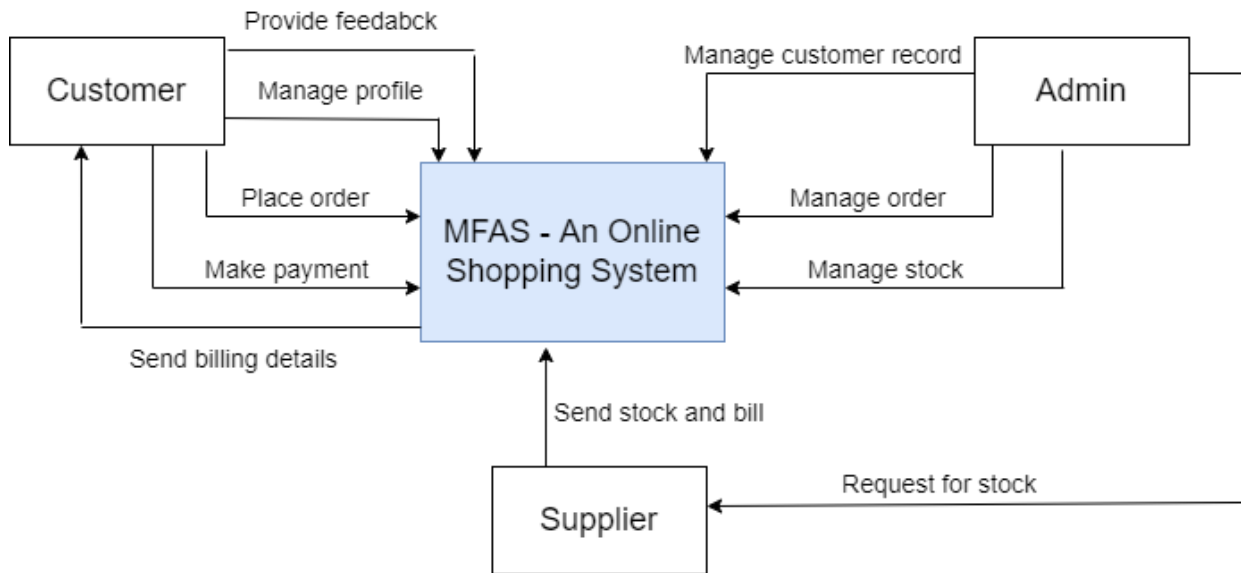 Provide feedabck
Manage customer record
Customer
Manage profile
Admin
Place order
MFAS - An Online
Shopping System
Manage order
Make payment
Manage stock
Send billing details
Send stock and bill
Request for stock
Supplier